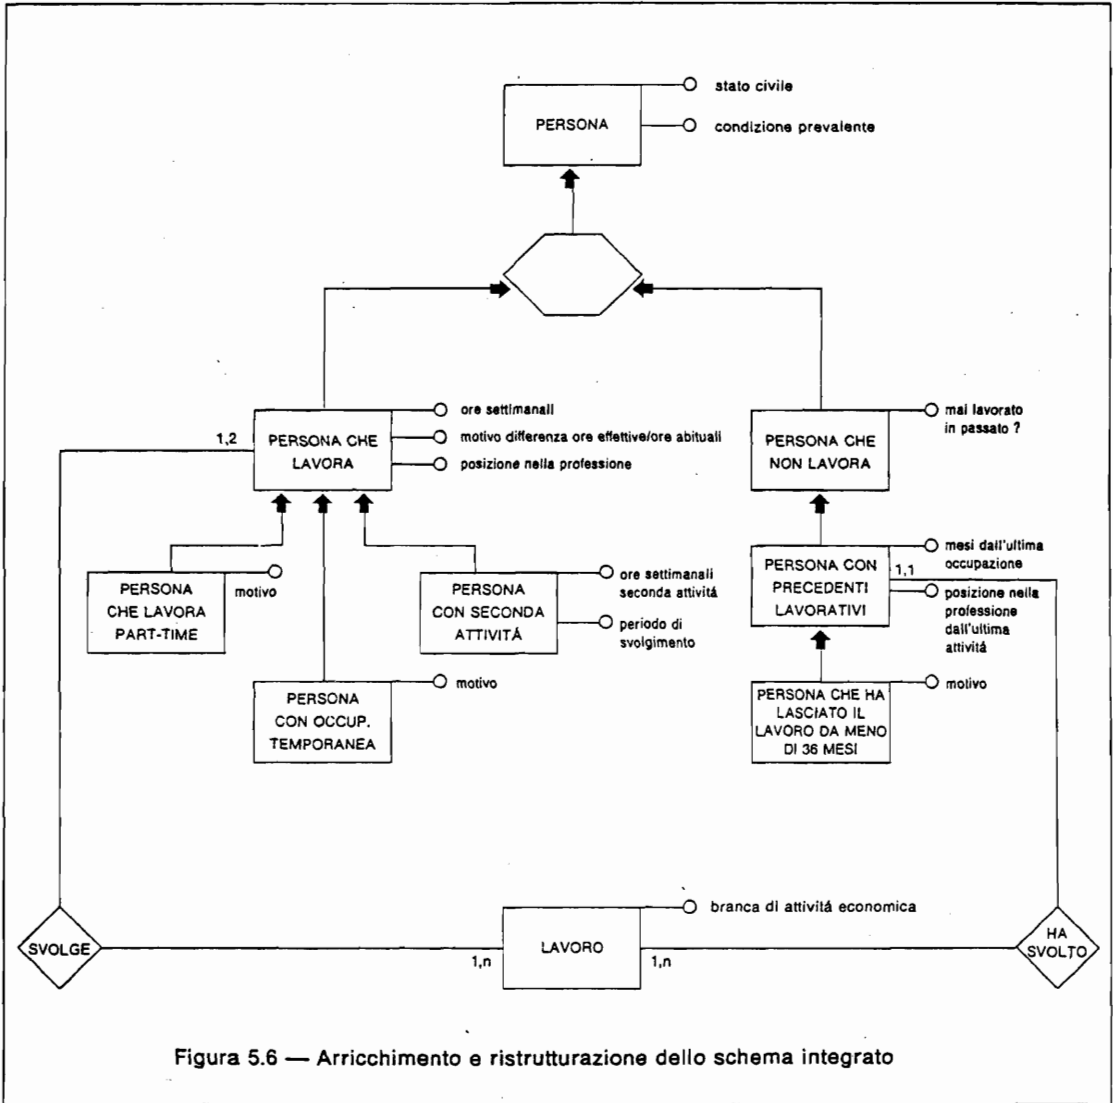 stato civile
PERSONA
condizione prevalente
ore settimanali
motivo differenza ore effettive/ore abituali
posizione nella professione
1,2
PERSONA CHE
LAVORA
mai lavorato
in passato ?
PERSONA CHE
NON LAVORA
PERSONA
CHE LAVORA
PART-TIME
motivo
PERSONA
CON SECONDA
ATTIVITÁ
ore settimanali
seconda attivitá
periodo di
svolgimento
PERSONA CON
PRECEDENTI
LAVORATIVI
mesi dall'ultima
occupazione
1,1
posizione nella
professione
dall'ultima
attivitá
PERSONA
CON OCCUP.
TEMPORANEA
motivo
PERSONA CHE HA
LASCIATO IL
LAVORO DA MENO
DI 36 MESI
motivo
branca di attivitá economica
SVOLGE
1,n
LAVORO
1,n
HA
SVOLTO
Figura 5.6 — Arricchimento e ristrutturazione dello schema integrato